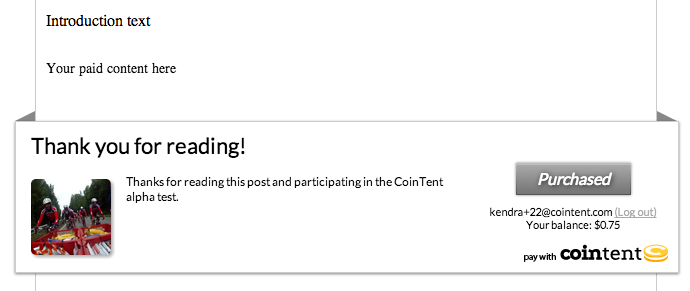 Introduction text
Your paid content here
Thank you for reading!
Thanks for reading this post and participating in the CoinTent
alpha test.
Purchased
kendra+22@cointent.com (Log out)
Your balance: $0.75
pay with cointent